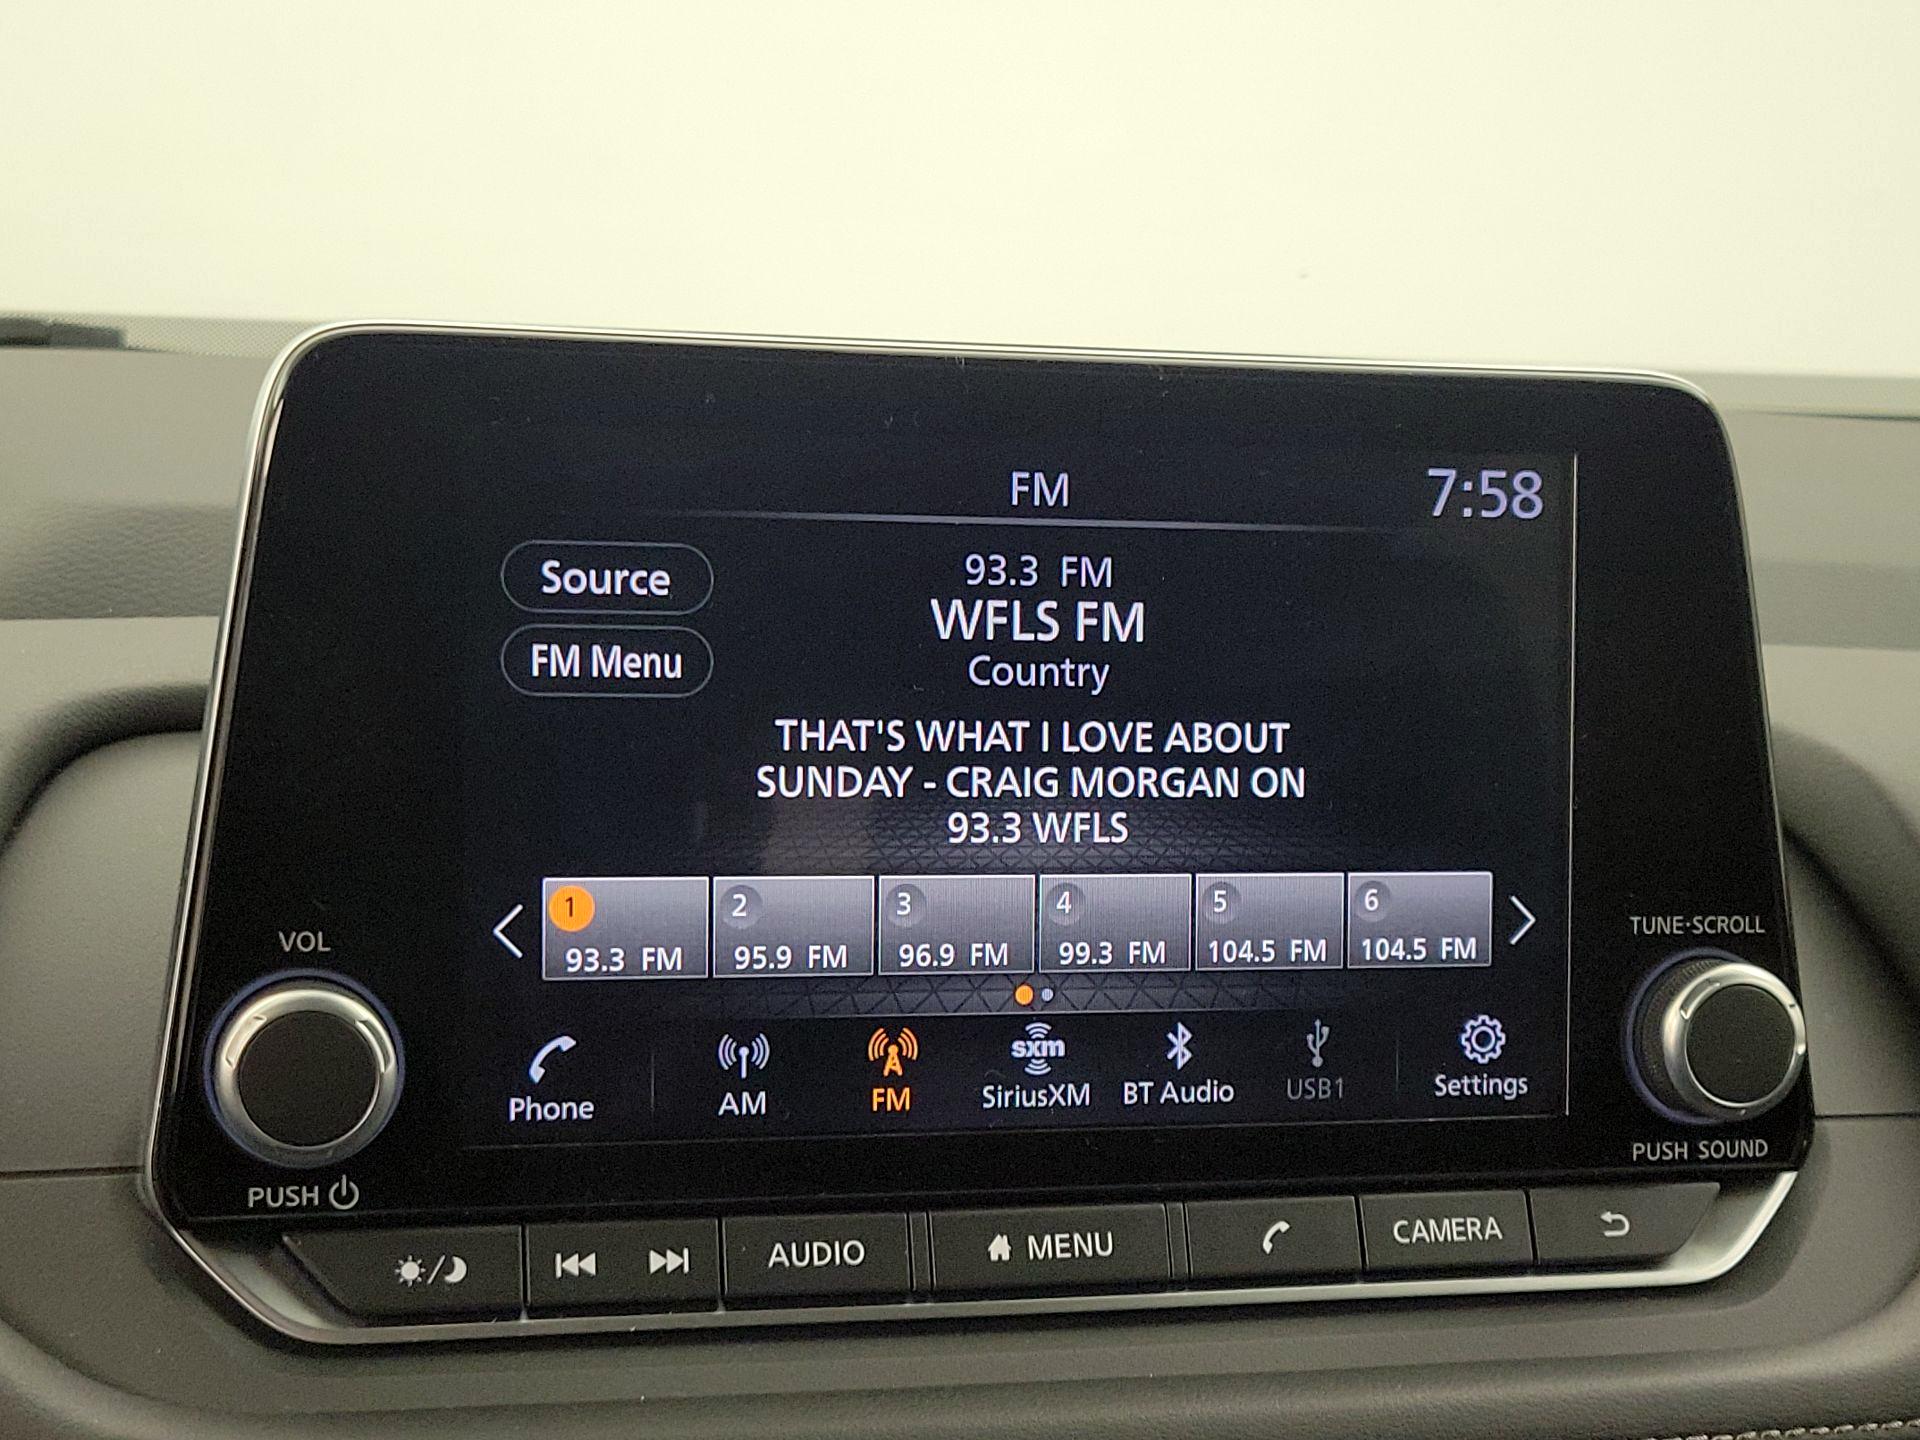 FM
7:58
Source
93.3 FM
WFLS FM
FM Menu
Country
THAT'S WHAT I LOVE ABOUT
SUNDAY - CRAIG MORGAN ON
93.3 WFLS
1 2 3 4 5 6
93.3 FM 95.9 FM 96.9 FM 99.3 FM 104.5 FM 104.5 FM
VOL
TUNE·SCROLL
sxm
Phone AM FM SiriusXM BT Audio USB1 Settings
PUSH
PUSH SOUND
AUDIO MENU CAMERA